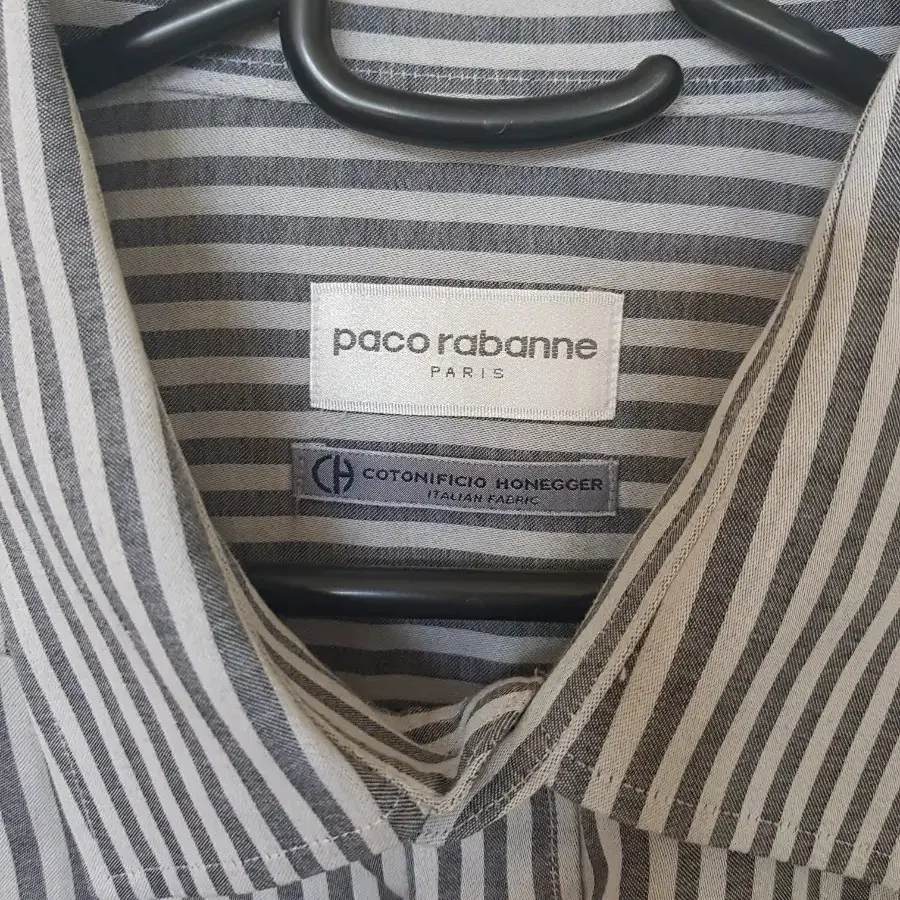 paco rabanne
PARIS
CH COTONIFICIO HONEGGER
ITALIAN FABRIC